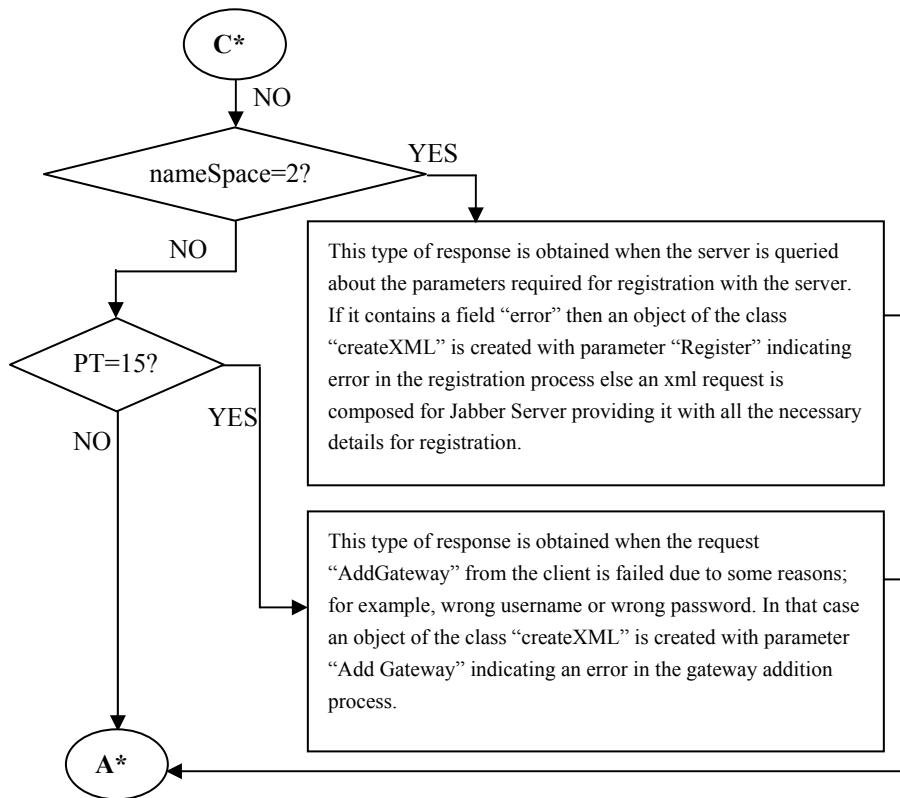 C*
NO
nameSpace=2?
YES
This type of response is obtained when the server is queried
about the parameters required for registration with the server.
If it contains a field “error” then an object of the class
“createXML” is created with parameter “Register” indicating
error in the registration process else an xml request is
composed for Jabber Server providing it with all the necessary
details for registration.
NO
PT=15?
YES
NO
This type of response is obtained when the request
“AddGateway” from the client is failed due to some reasons;
for example, wrong username or wrong password. In that case
an object of the class “createXML” is created with parameter
“Add Gateway” indicating an error in the gateway addition
process.
A*